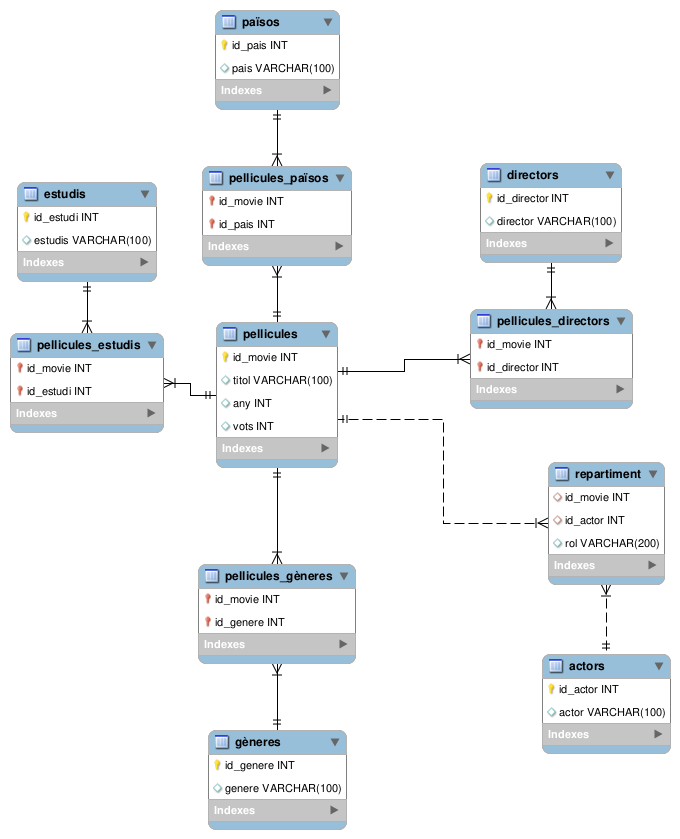 països
id_pais INT
pais VARCHAR(100)
Indexes
pellicules_països
id_movie INT
id_pais INT
Indexes
estudis
id_estudi INT
estudis VARCHAR(100)
Indexes
directors
id_director INT
director VARCHAR(100)
Indexes
pellicules_estudis
id_movie INT
id_estudi INT
Indexes
pellicules
id_movie INT
titol VARCHAR(100)
any INT
vots INT
Indexes
pellicules_directors
id_movie INT
id_director INT
Indexes
repartiment
id_movie INT
id_actor INT
rol VARCHAR(200)
Indexes
pellicules_gèneres
id_movie INT
id_genere INT
Indexes
actors
id_actor INT
actor VARCHAR(100)
Indexes
gèneres
id_genere INT
genere VARCHAR(100)
Indexes